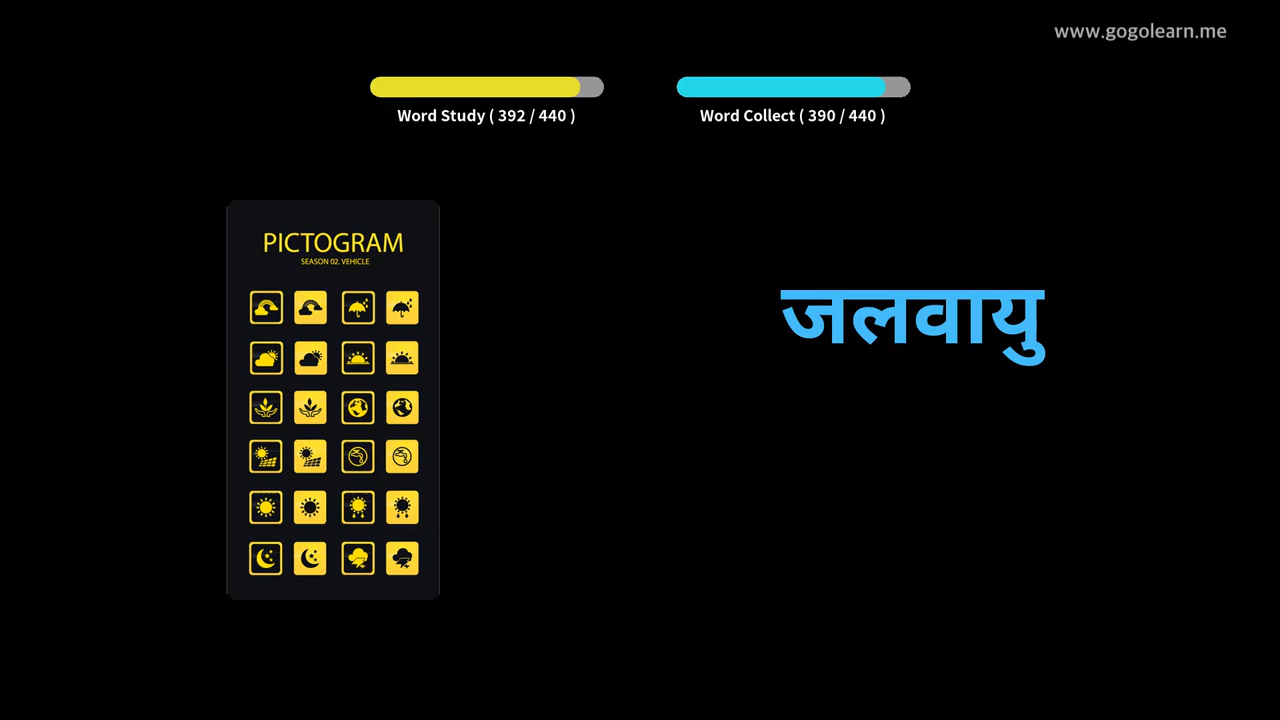 www.gogolearn.me
Word Study ( 392 / 440 )
Word Collect ( 390 / 440 )
PICTOGRAM
SEASON 02. VEHICLE
जलवायु